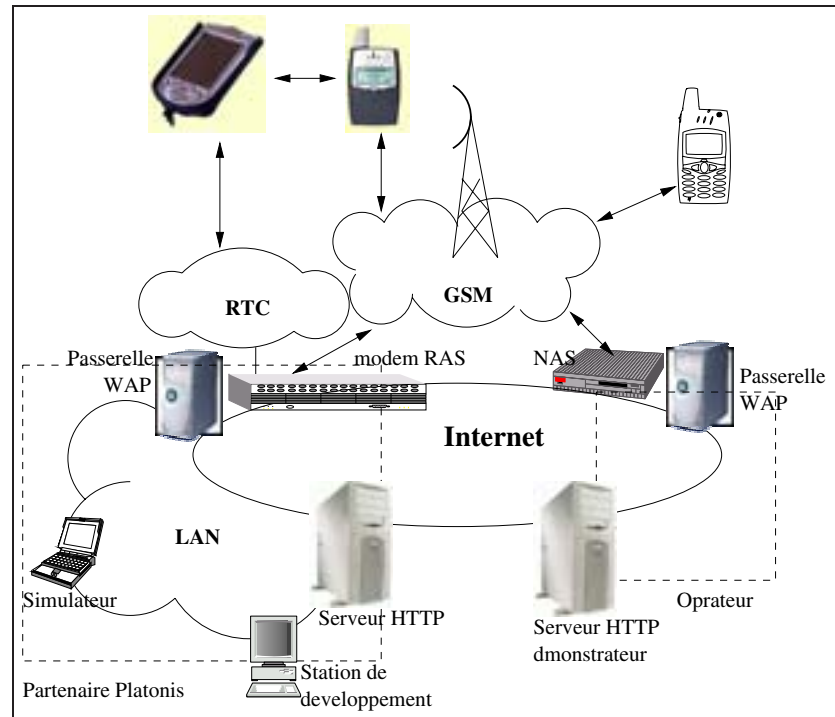 RTC
GSM
Passerelle
WAP
modem RAS
NAS
Passerelle
WAP
Internet
LAN
Simulateur
Serveur HTTP
Serveur HTTP
dmonstrateur
Oprateur
Station de
developpement
Partenaire Platonis